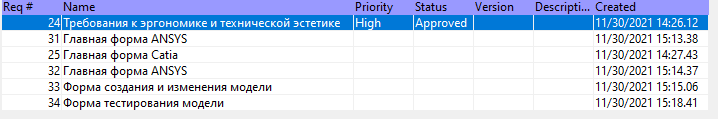 Req # Name Priority Status Version Descripti... Created
24 Требования к эргономике и технической эстетике High Approved 11/30/2021 14:26.12
31 Главная форма ANSYS 11/30/2021 15:13.38
25 Главная форма Catia 11/30/2021 14:27.43
32 Главная форма ANSYS 11/30/2021 15:14.37
33 Форма создания и изменения модели 11/30/2021 15:15.06
34 Форма тестирования модели 11/30/2021 15:18.41